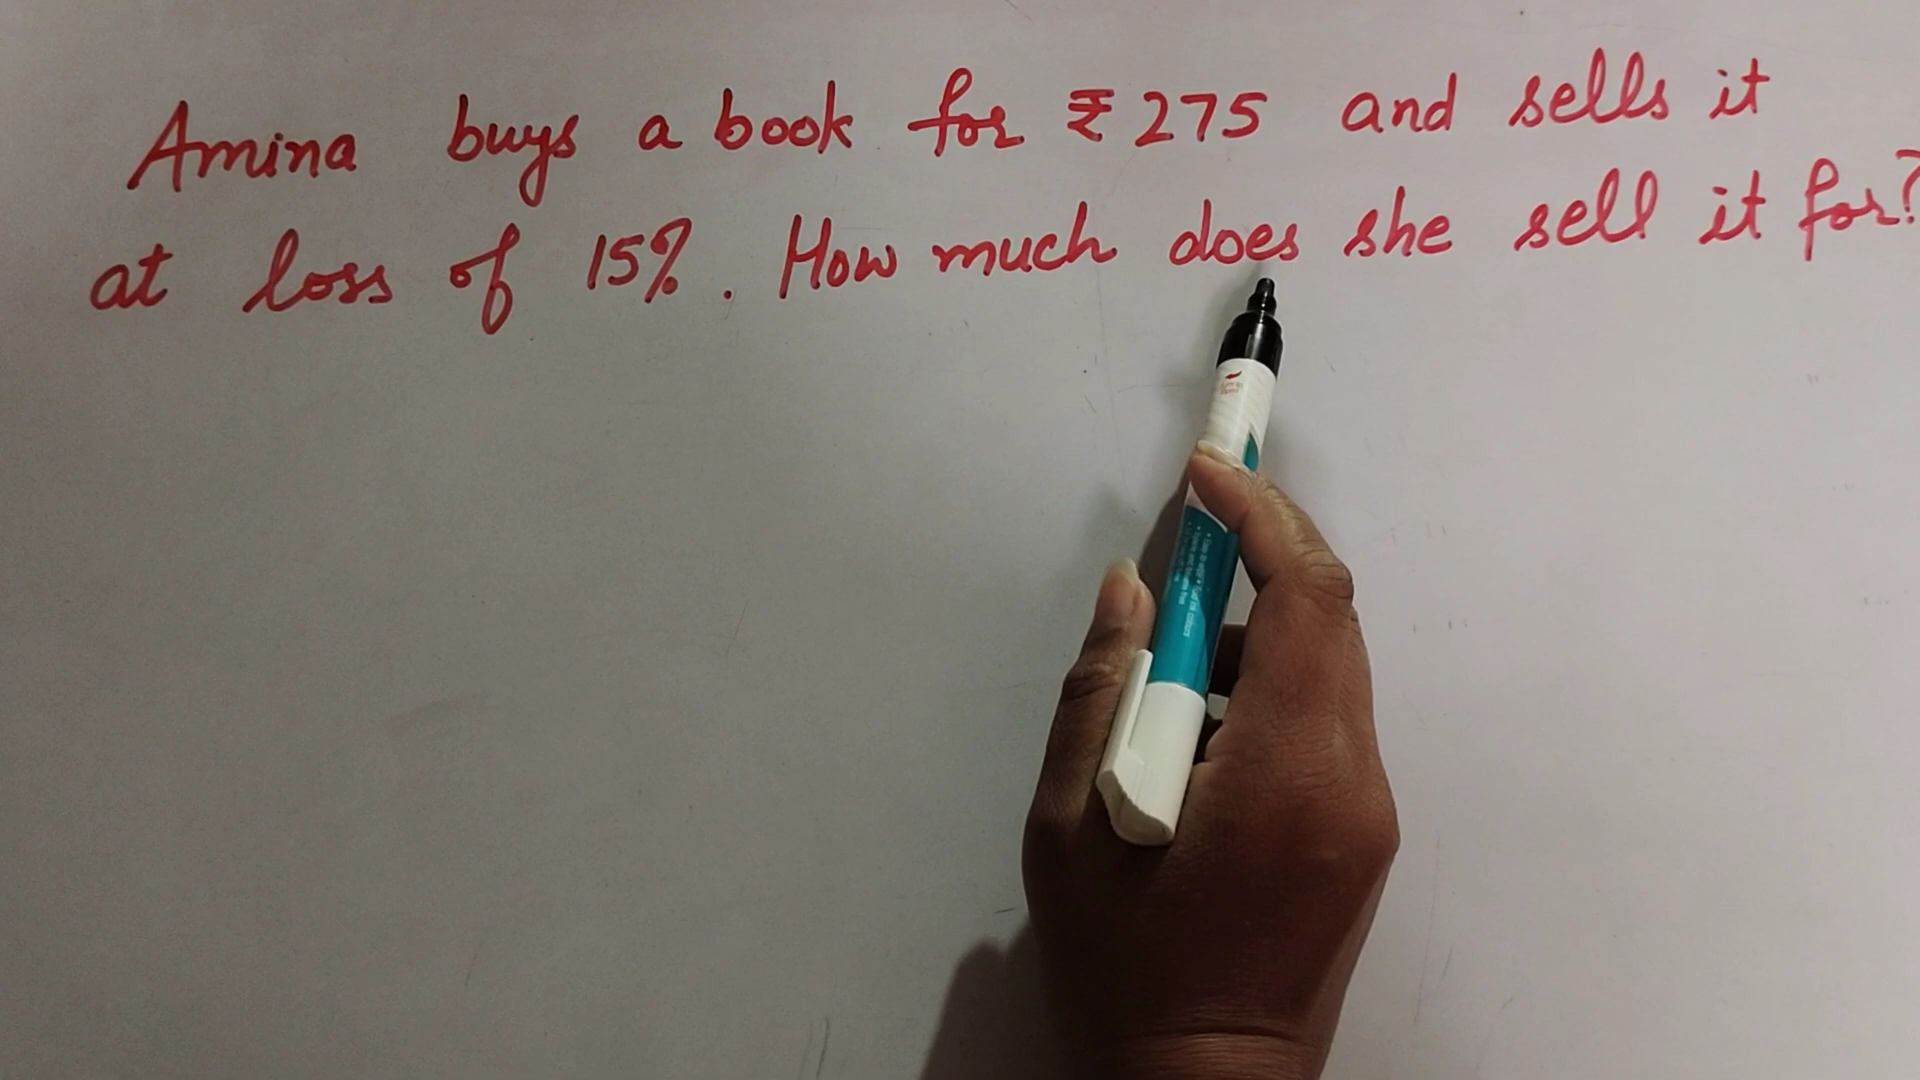 Amina buys a book for ₹ 275 and sells it
at loss of 15%. How much does she sell it for?